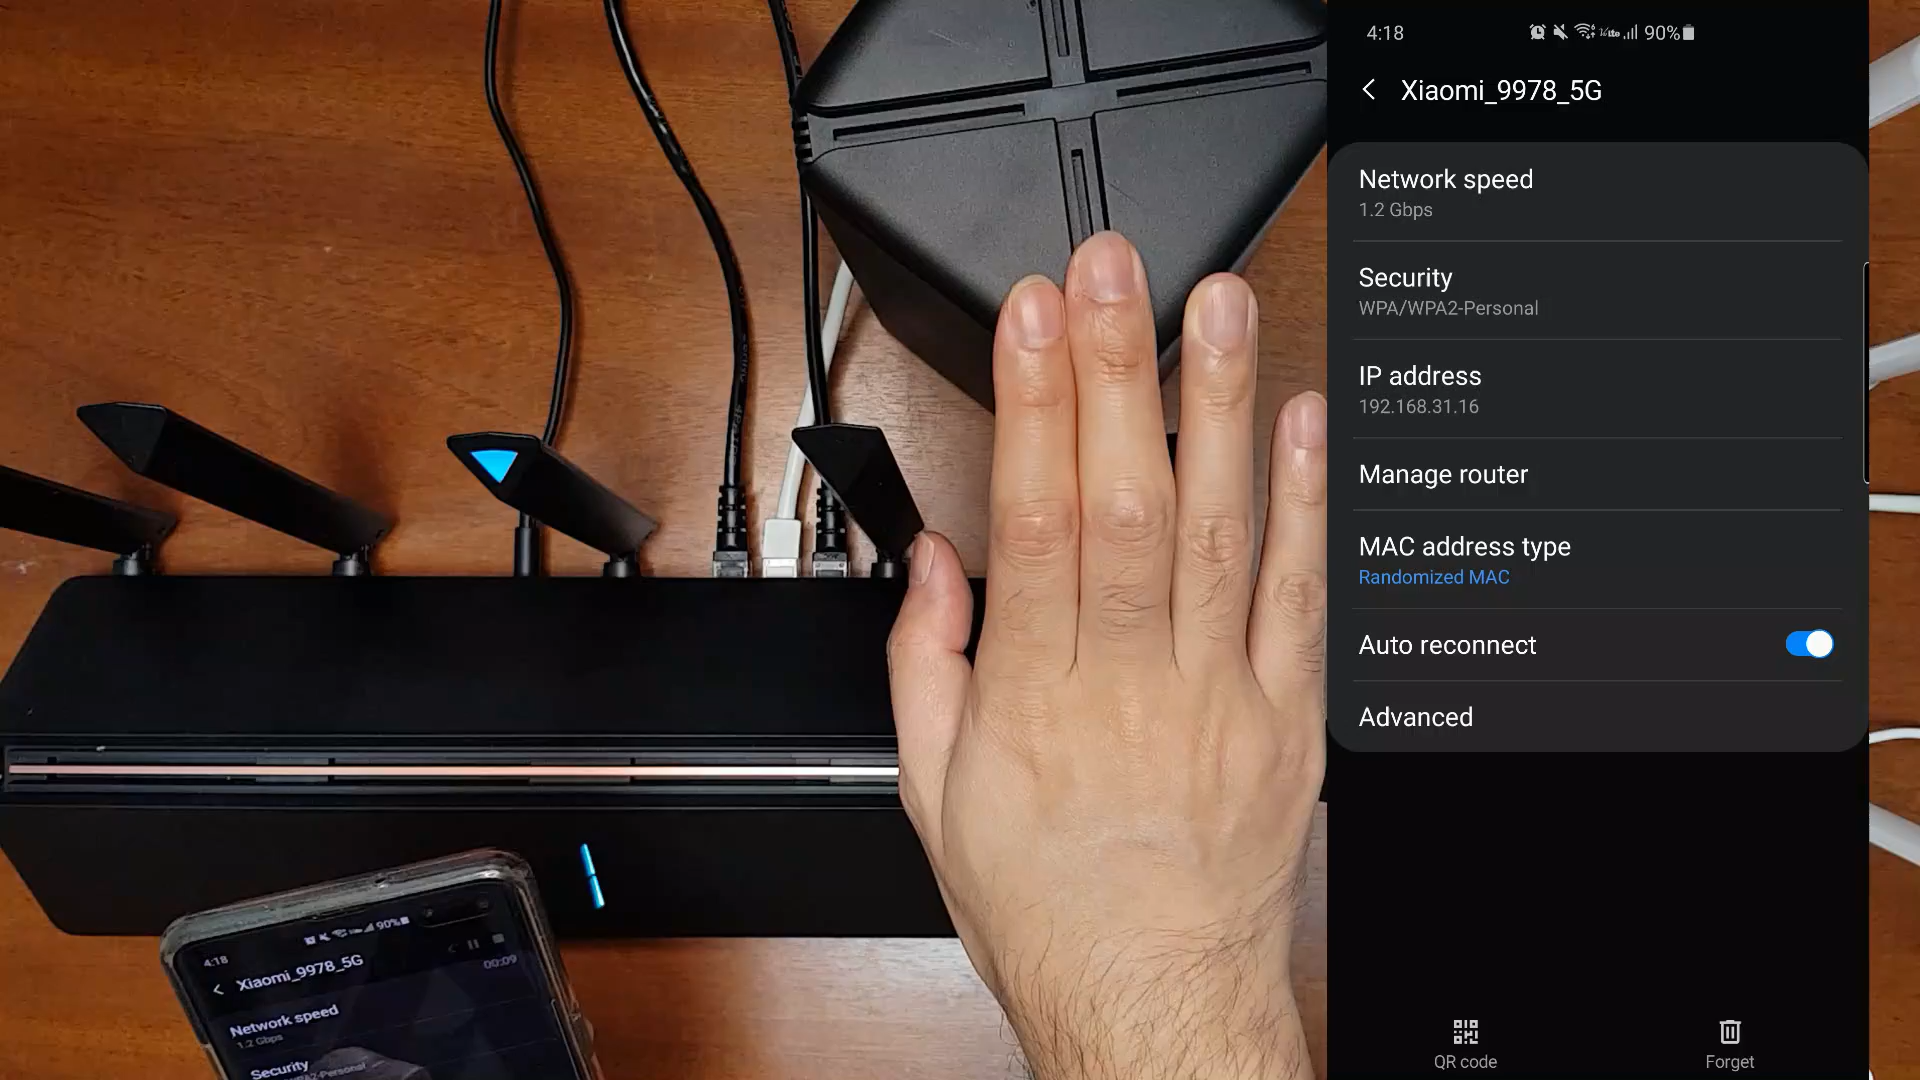 4:18
90%
Xiaomi_9978_5G
Network speed
1.2 Gbps
Security
WPA/WPA2-Personal
IP address
192.168.31.16
Manage router
MAC address type
Randomized MAC
Auto reconnect
Advanced
QR code
Forget
4:18
90%
Xiaomi_9978_5G
00:09
Network speed
1.2 Gbps
Security
WPA2-Personal